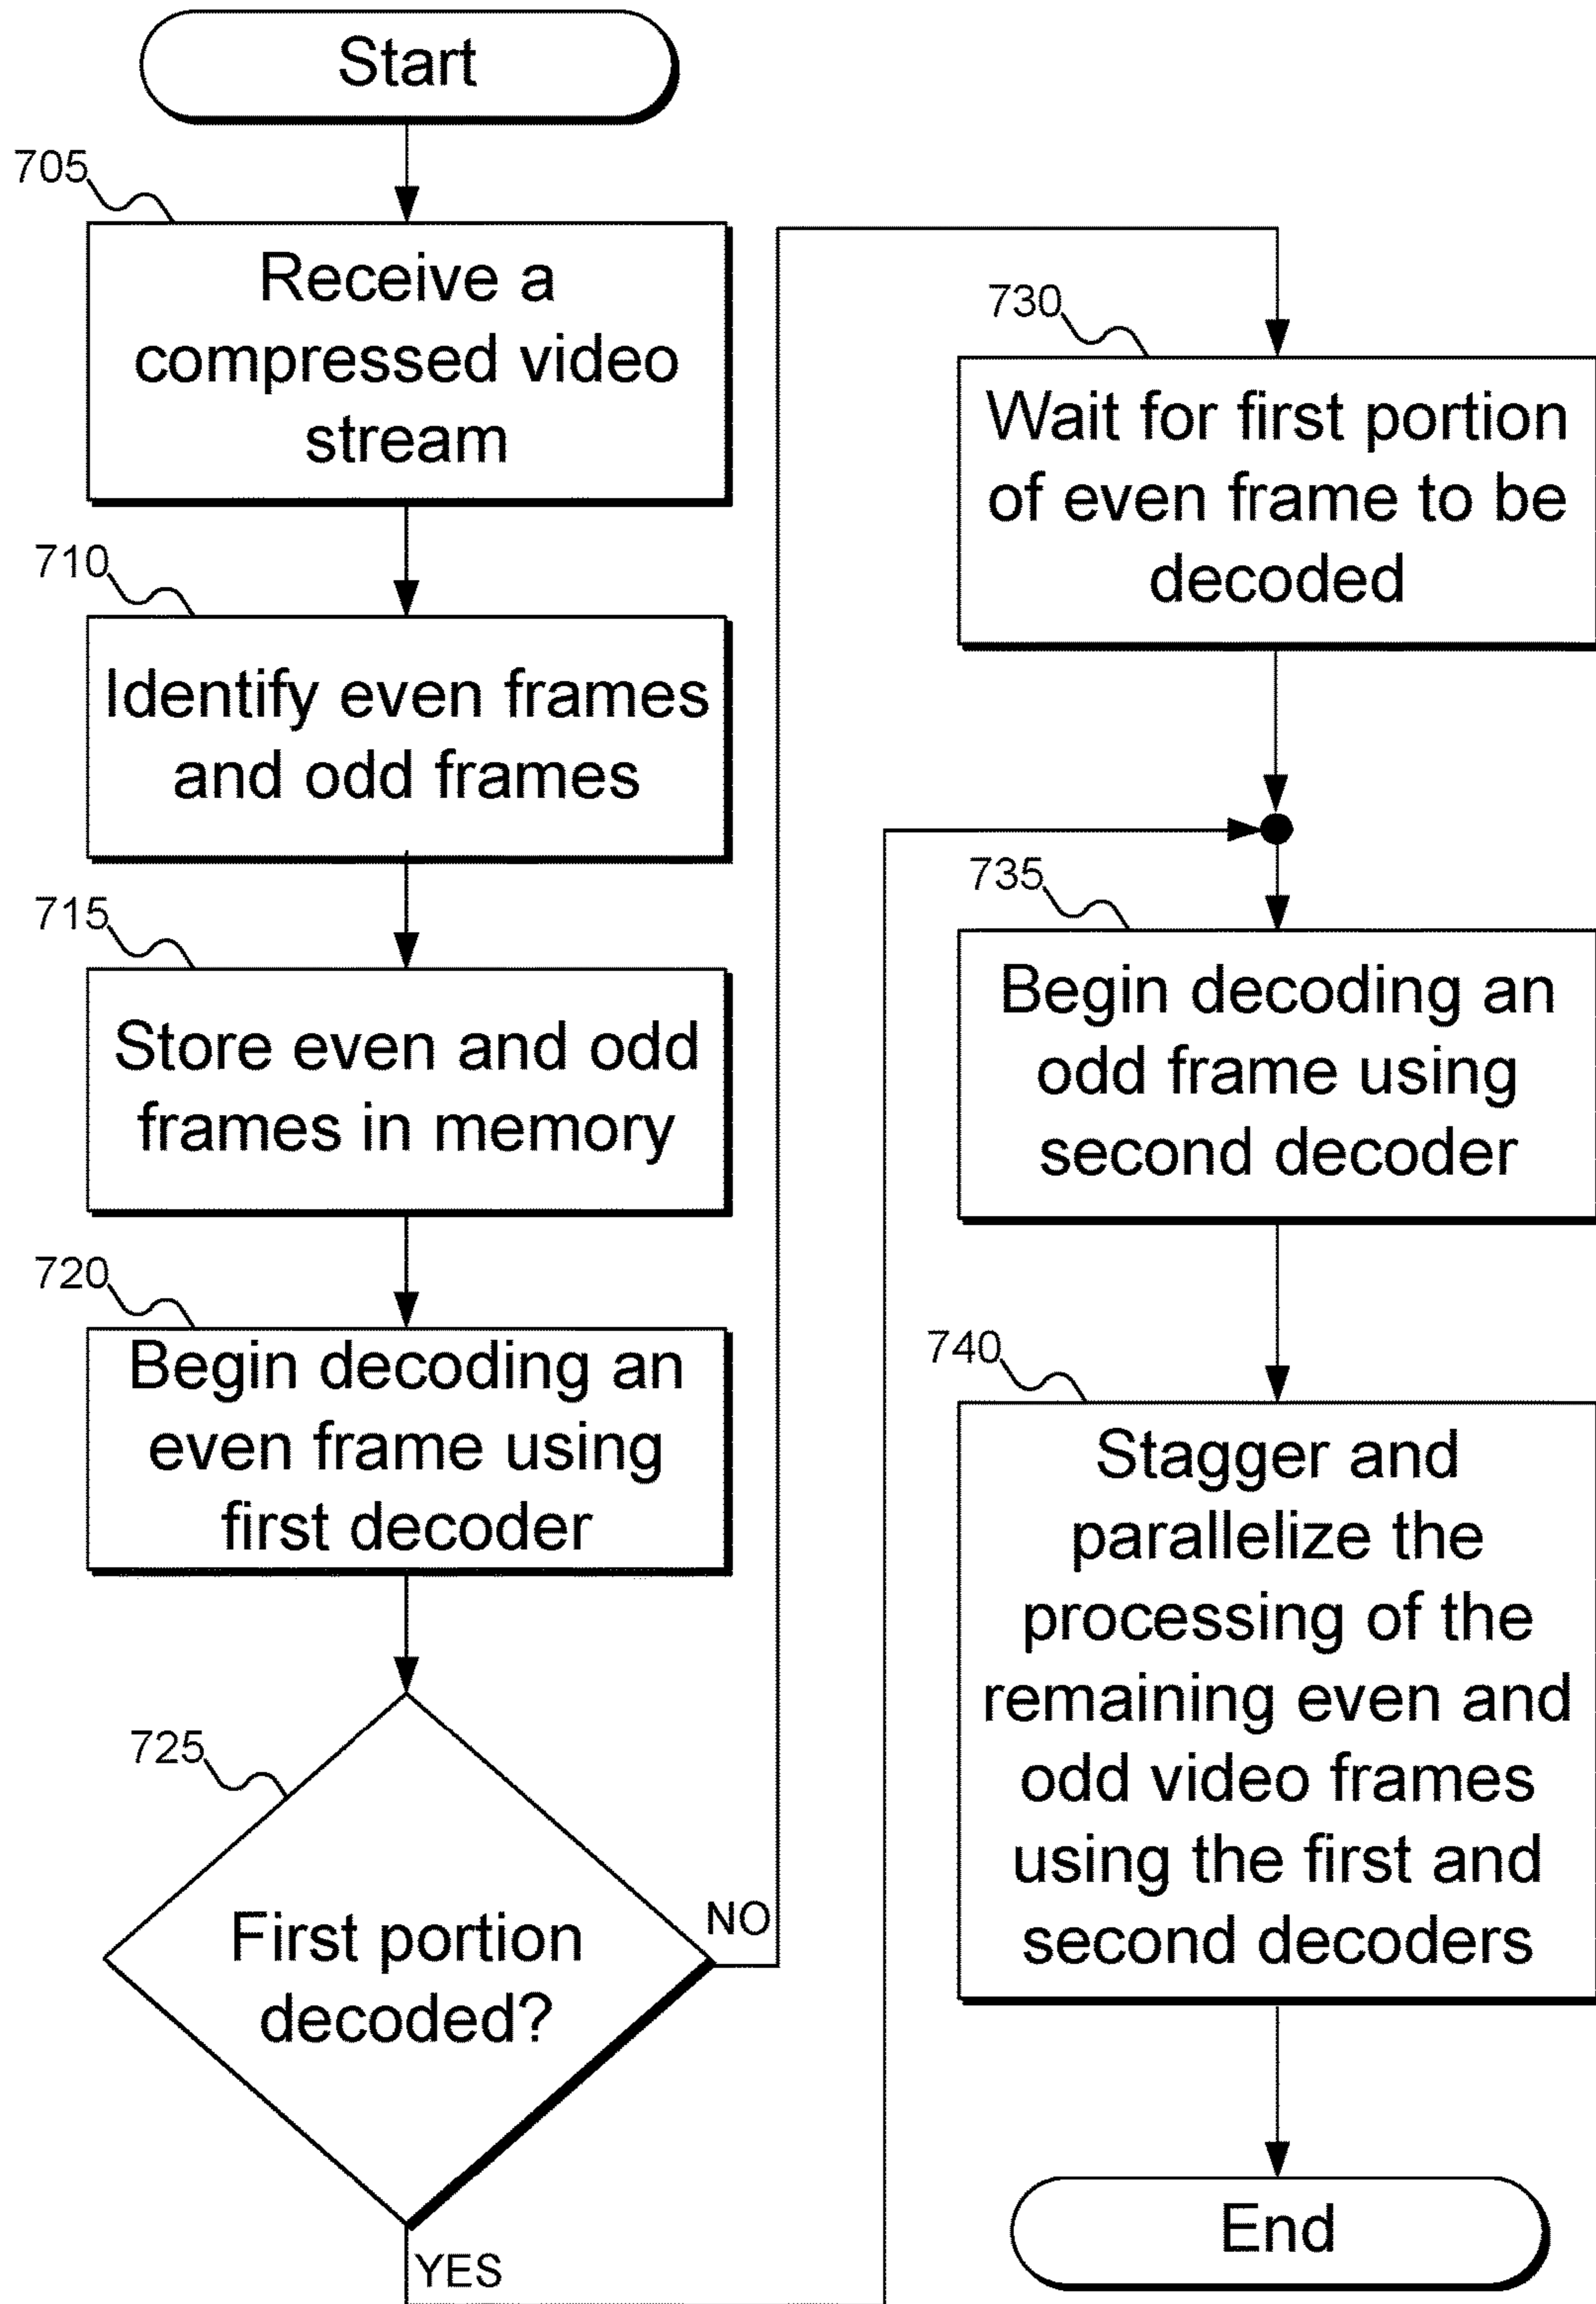 Start
705
Receive a
compressed video
stream
710
Identify even frames
and odd frames
715
Store even and odd
frames in memory
720
Begin decoding an
even frame using
first decoder
725
First portion
decoded?
NO
YES
730
Wait for first portion
of even frame to be
decoded
735
Begin decoding an
odd frame using
second decoder
740
Stagger and
parallelize the
processing of the
remaining even and
odd video frames
using the first and
second decoders
End